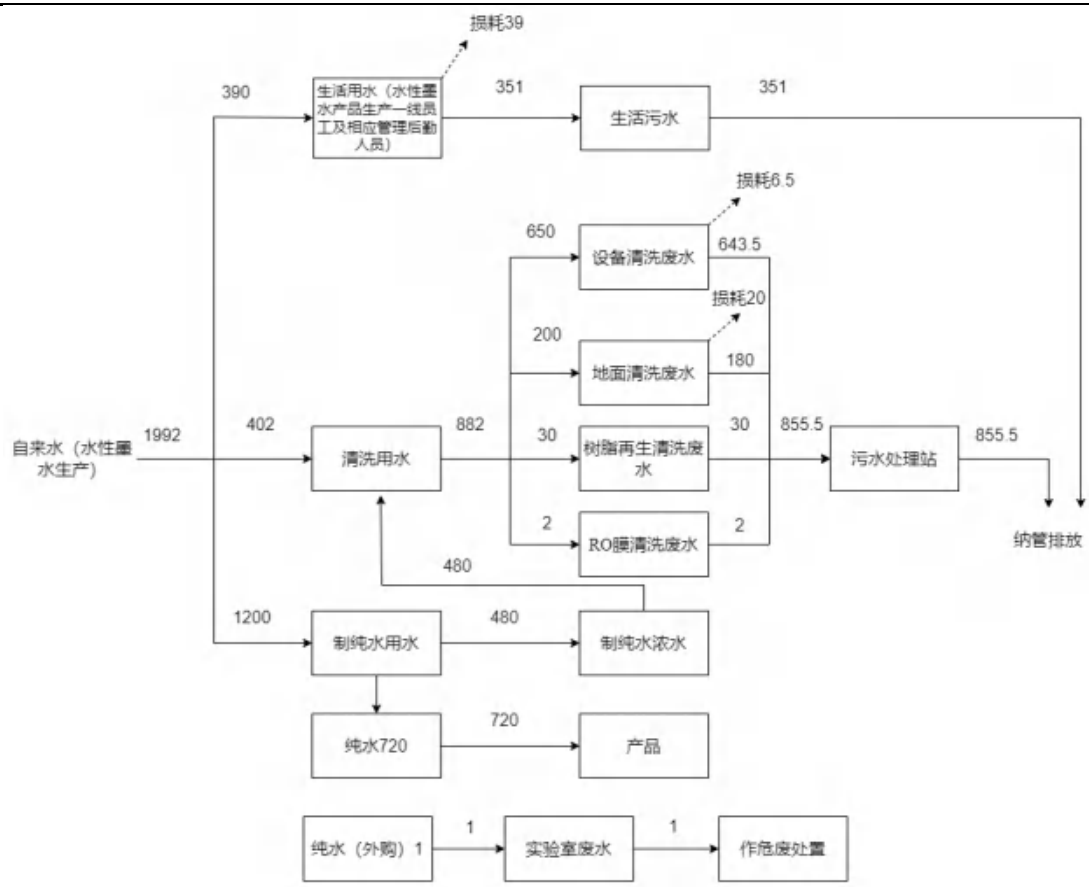 损耗39
390
生活用水（水性墨
水产品生产一线员
工及相应管理后勤
人员）
351
生活污水
351
损耗6.5
650
设备清洗废水
643.5
损耗20
200
地面清洗废水
180
自来水（水性墨
水生产）
1992
402
清洗用水
882
30
树脂再生清洗废
水
30
855.5
污水处理站
855.5
2
RO膜清洗废水
2
纳管排放
480
1200
制纯水用水
480
制纯水浓水
纯水720
720
产品
纯水（外购）1
1
实验室废水
1
作危废处置